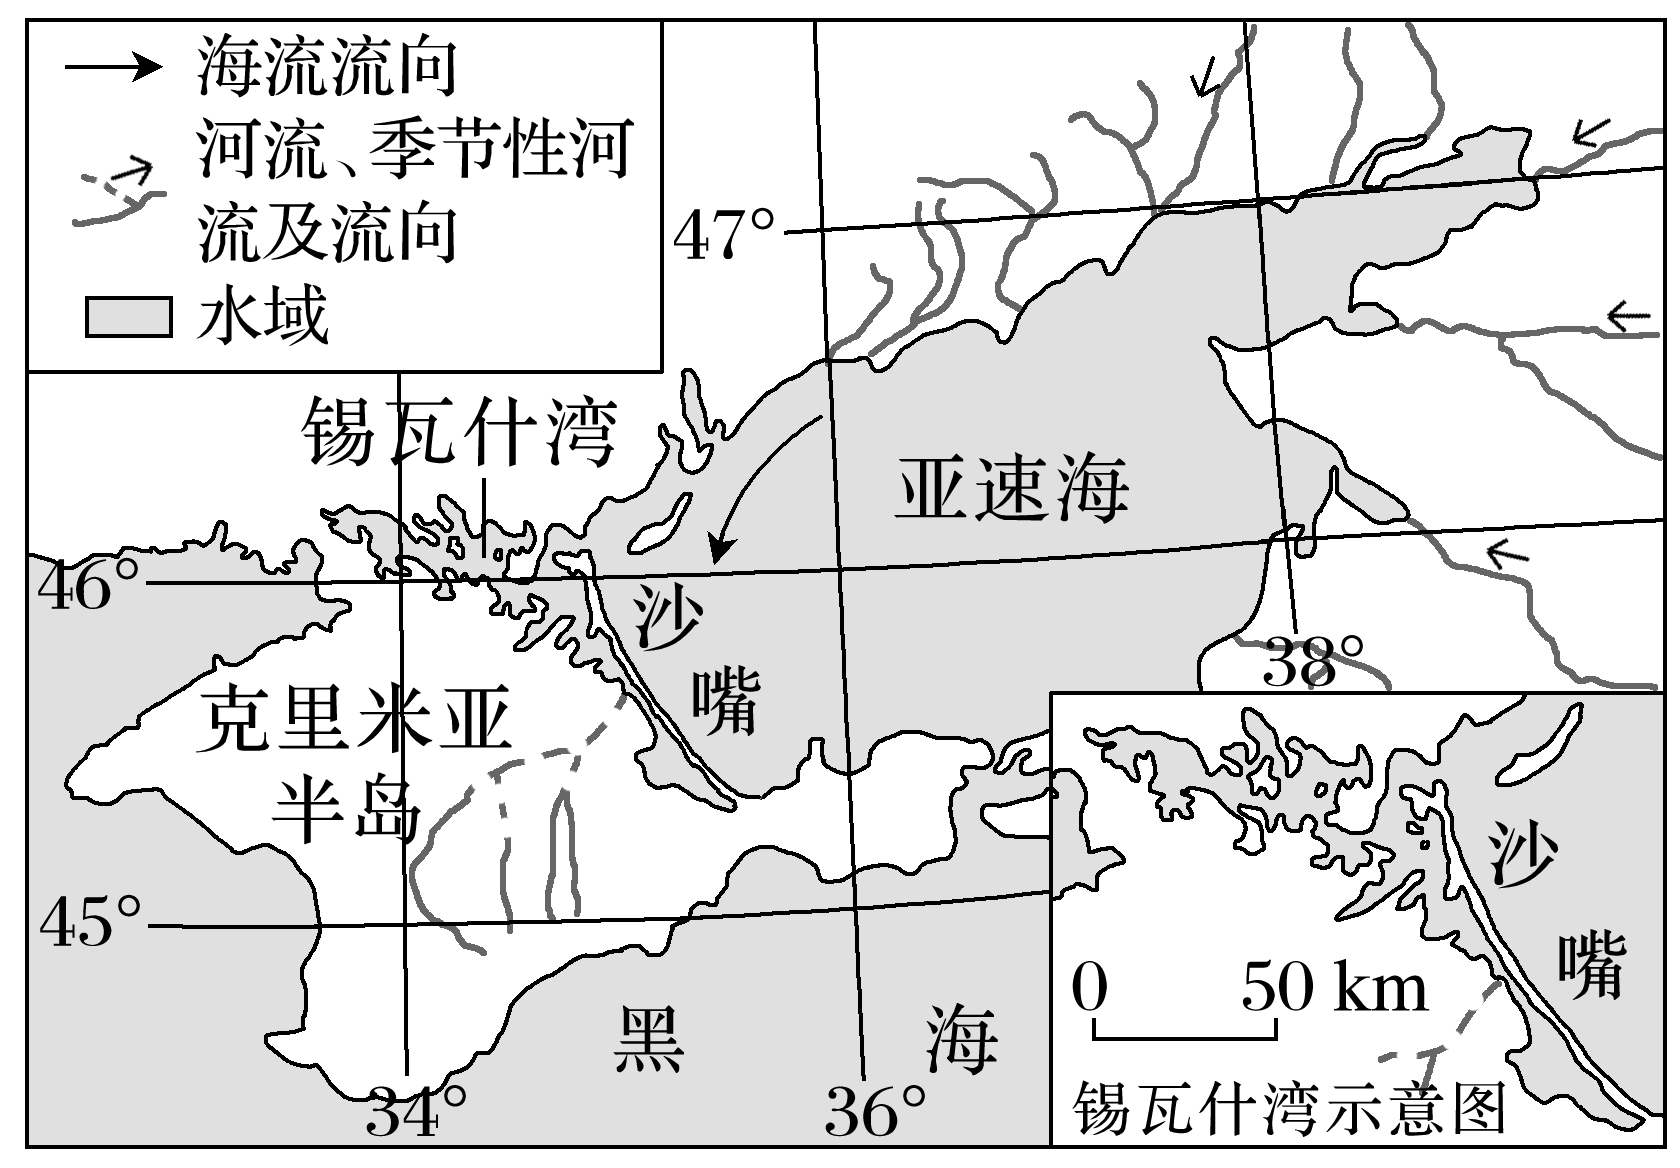 海流流向
河流、季节性河
流及流向
水域
47°
锡瓦什湾
亚速海
46°
沙
嘴
38°
克里米亚
半岛
45°
黑海
34°
36°
沙
嘴
0 50 km
锡瓦什湾示意图